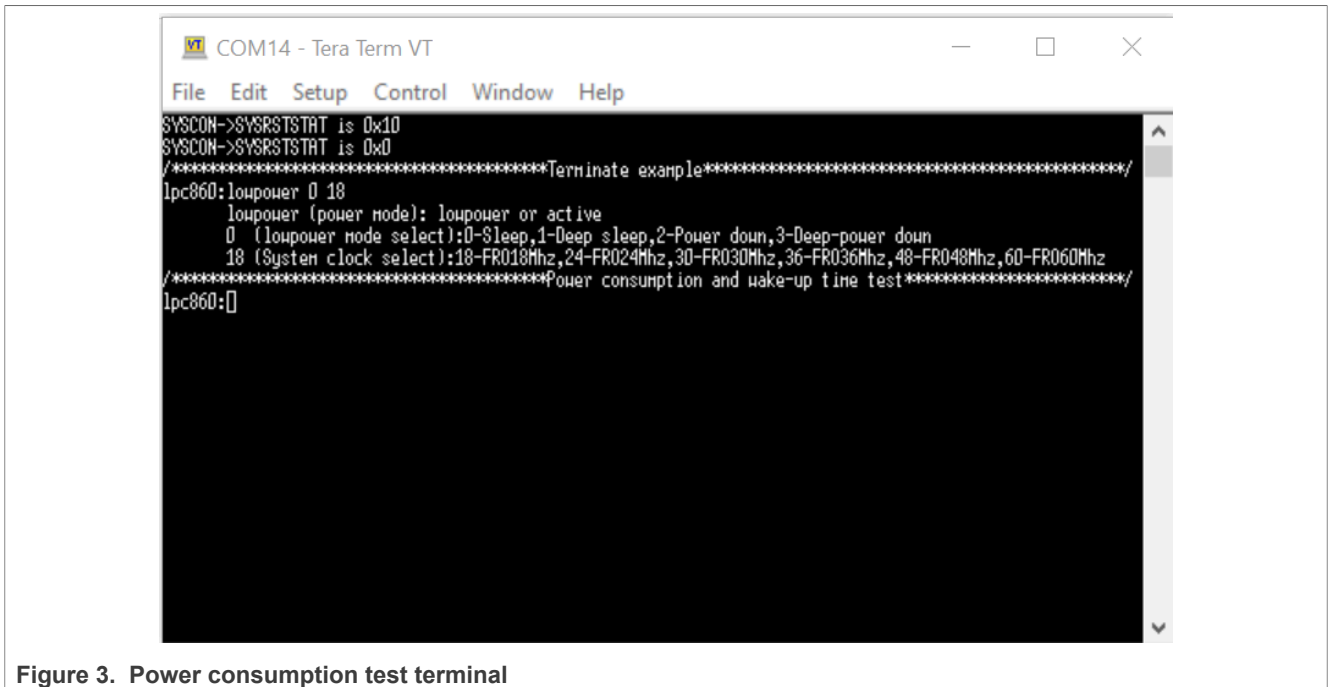 COM14 - Tera Term VT
File Edit Setup Control Window Help
SYSCON->SYSRSTSTAT is 0x10
SYSCON->SYSRSTSTAT is 0x0
/******************************************Terminate example***********************************************/
lpc860:lowpower 0 18
lowpower (power mode): lowpower or active
0 (lowpower mode select):0-Sleep,1-Deep sleep,2-Power down,3-Deep-power down
18 (System clock select):18-FRO18Mhz,24-FRO24Mhz,30-FRO30Mhz,36-FRO36Mhz,48-FRO48Mhz,60-FRO60Mhz
/******************************************Power consumption and wake-up time test*************************/
lpc860:
Figure 3. Power consumption test terminal